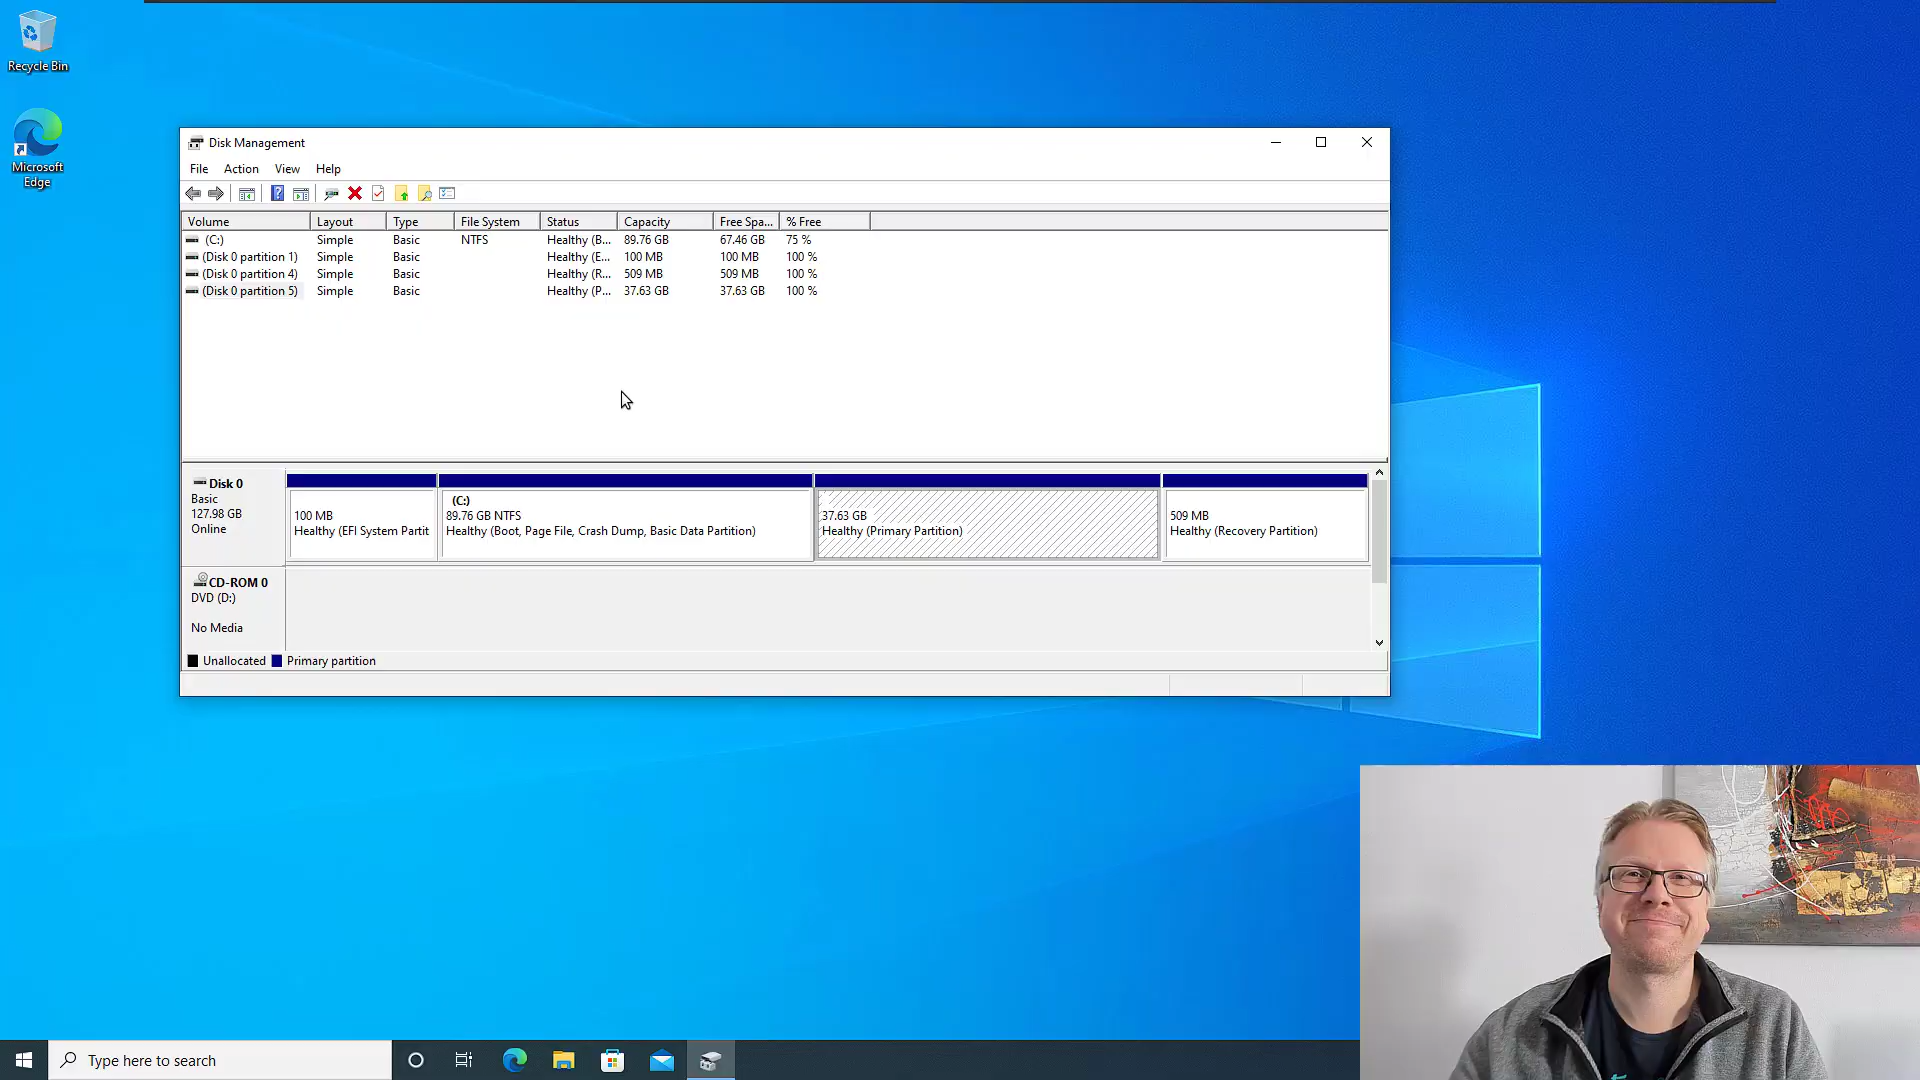 Recycle Bin
Microsoft
Edge
Disk Management
File Action View Help
Volume Layout Type File System Status Capacity Free Spa... % Free
(C:) Simple Basic NTFS Healthy (B... 89.76 GB 67.46 GB 75 %
(Disk 0 partition 1) Simple Basic Healthy (E... 100 MB 100 MB 100 %
(Disk 0 partition 4) Simple Basic Healthy (R... 509 MB 509 MB 100 %
(Disk 0 partition 5) Simple Basic Healthy (P... 37.63 GB 37.63 GB 100 %
Disk 0
Basic
127.98 GB
Online
100 MB
Healthy (EFI System Partit
(C:)
89.76 GB NTFS
Healthy (Boot, Page File, Crash Dump, Basic Data Partition)
37.63 GB
Healthy (Primary Partition)
509 MB
Healthy (Recovery Partition)
CD-ROM 0
DVD (D:)
No Media
Unallocated Primary partition
Type here to search